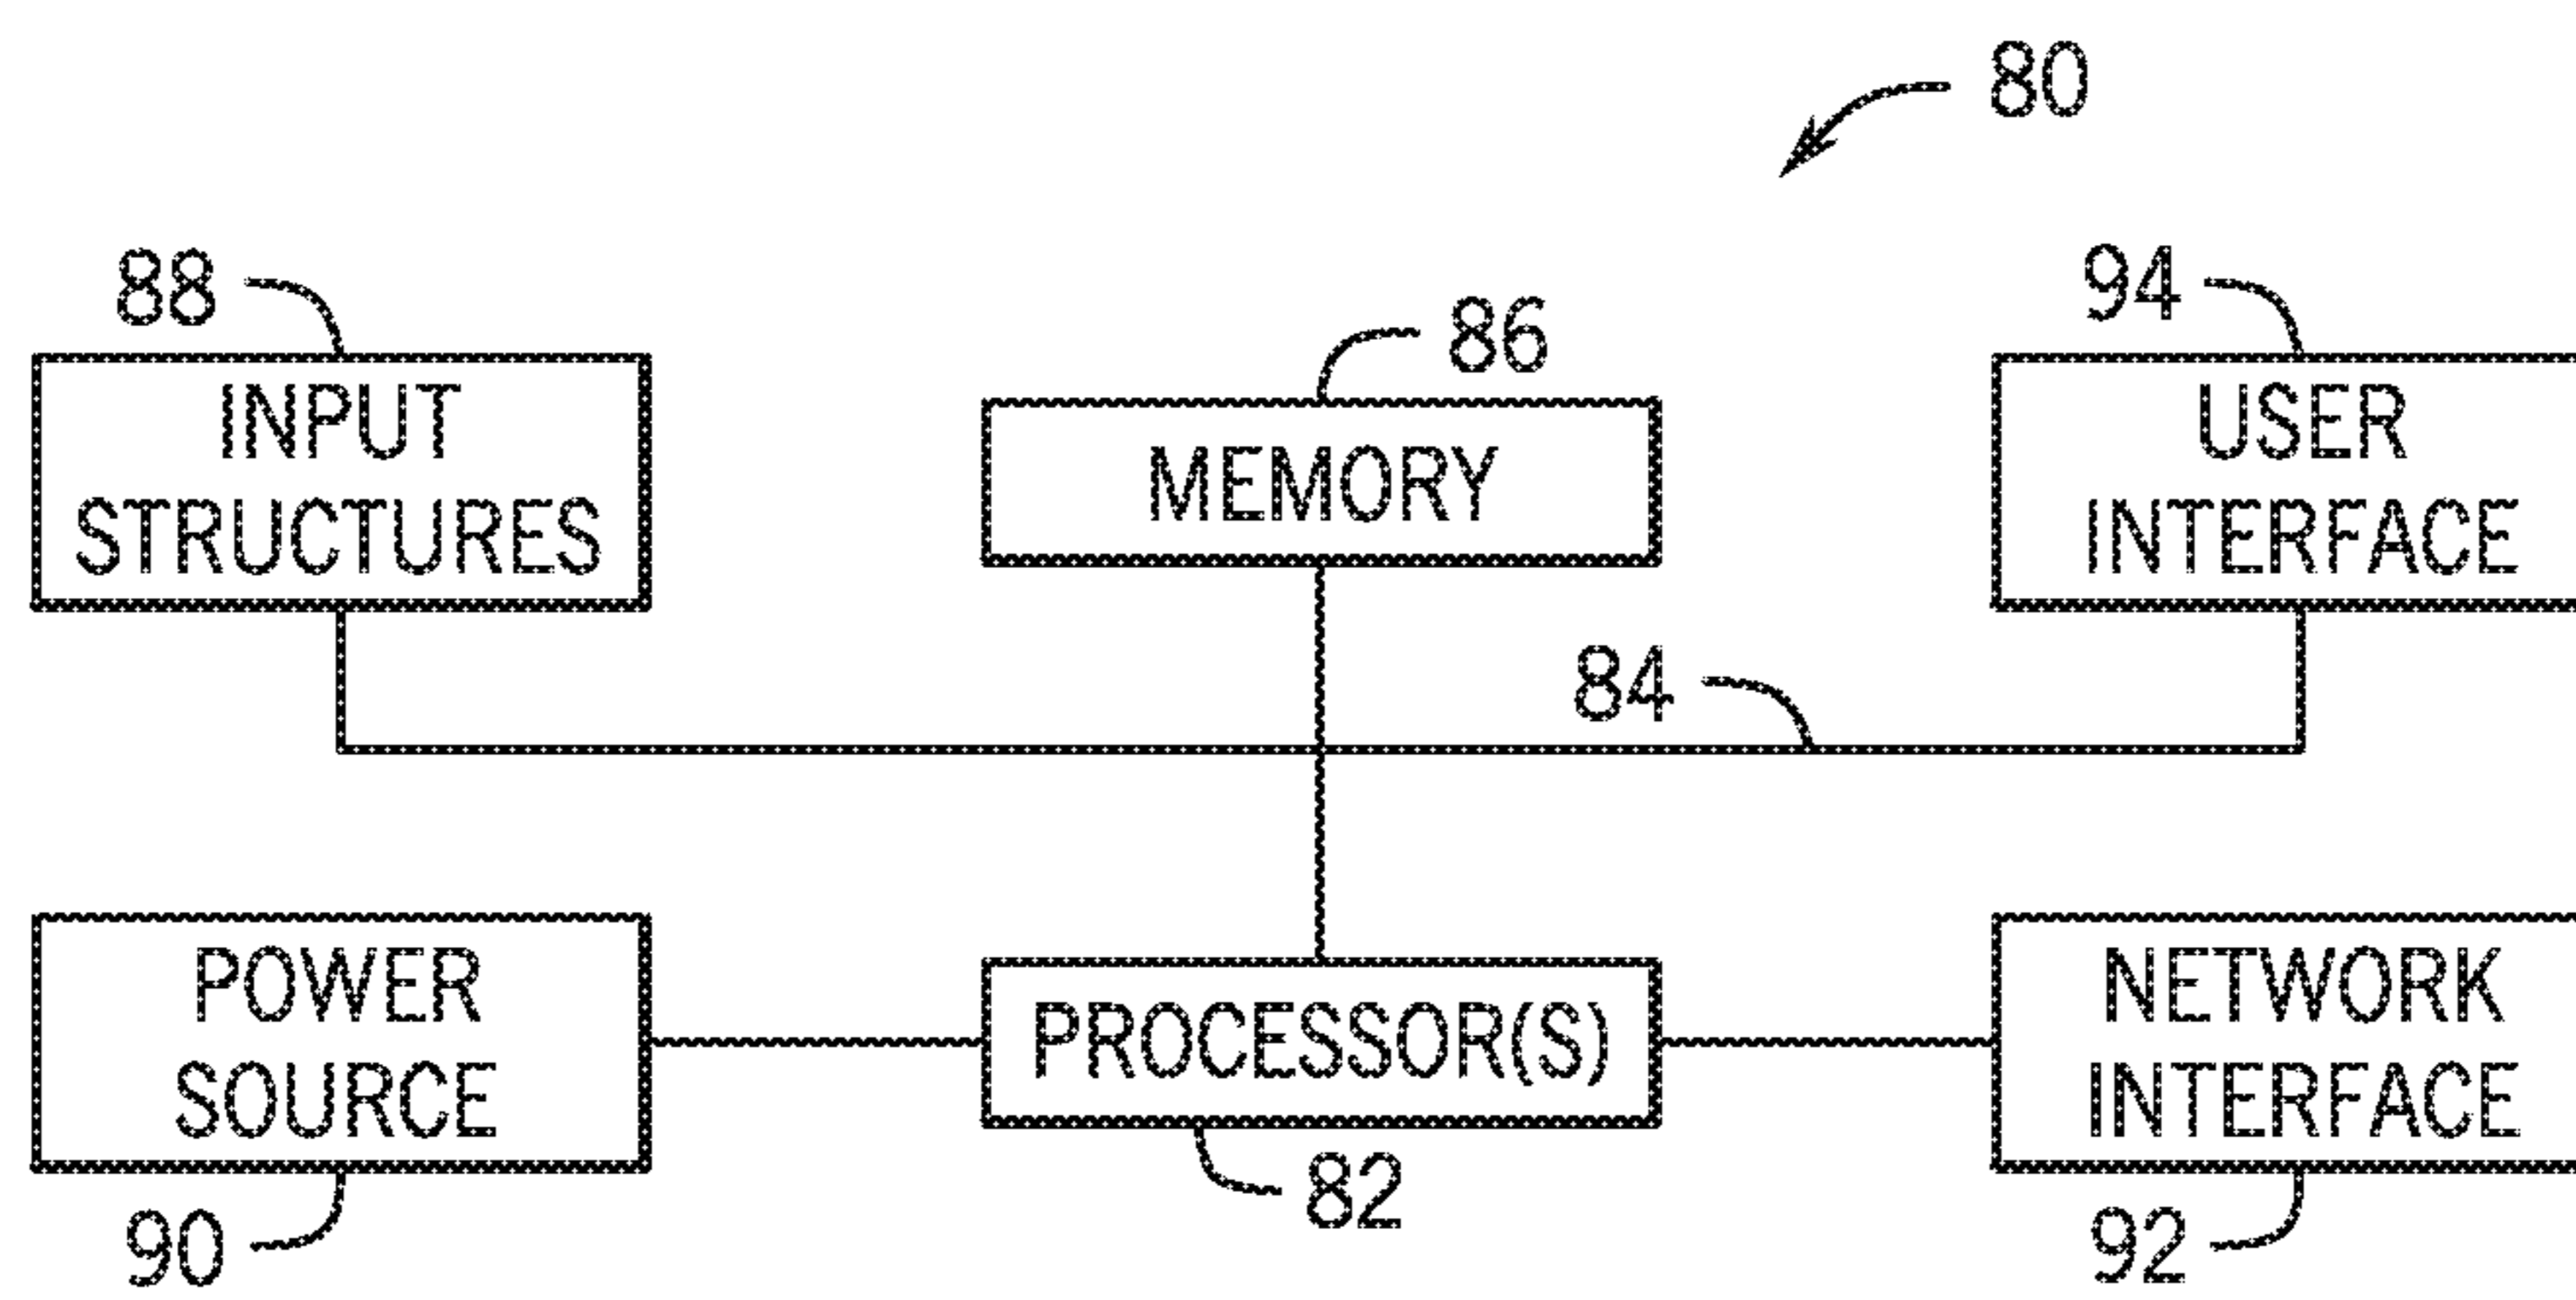 80
88
86
94
INPUT
STRUCTURES
MEMORY
USER
INTERFACE
84
POWER
SOURCE
PROCESSOR(S)
NETWORK
INTERFACE
82
90
92